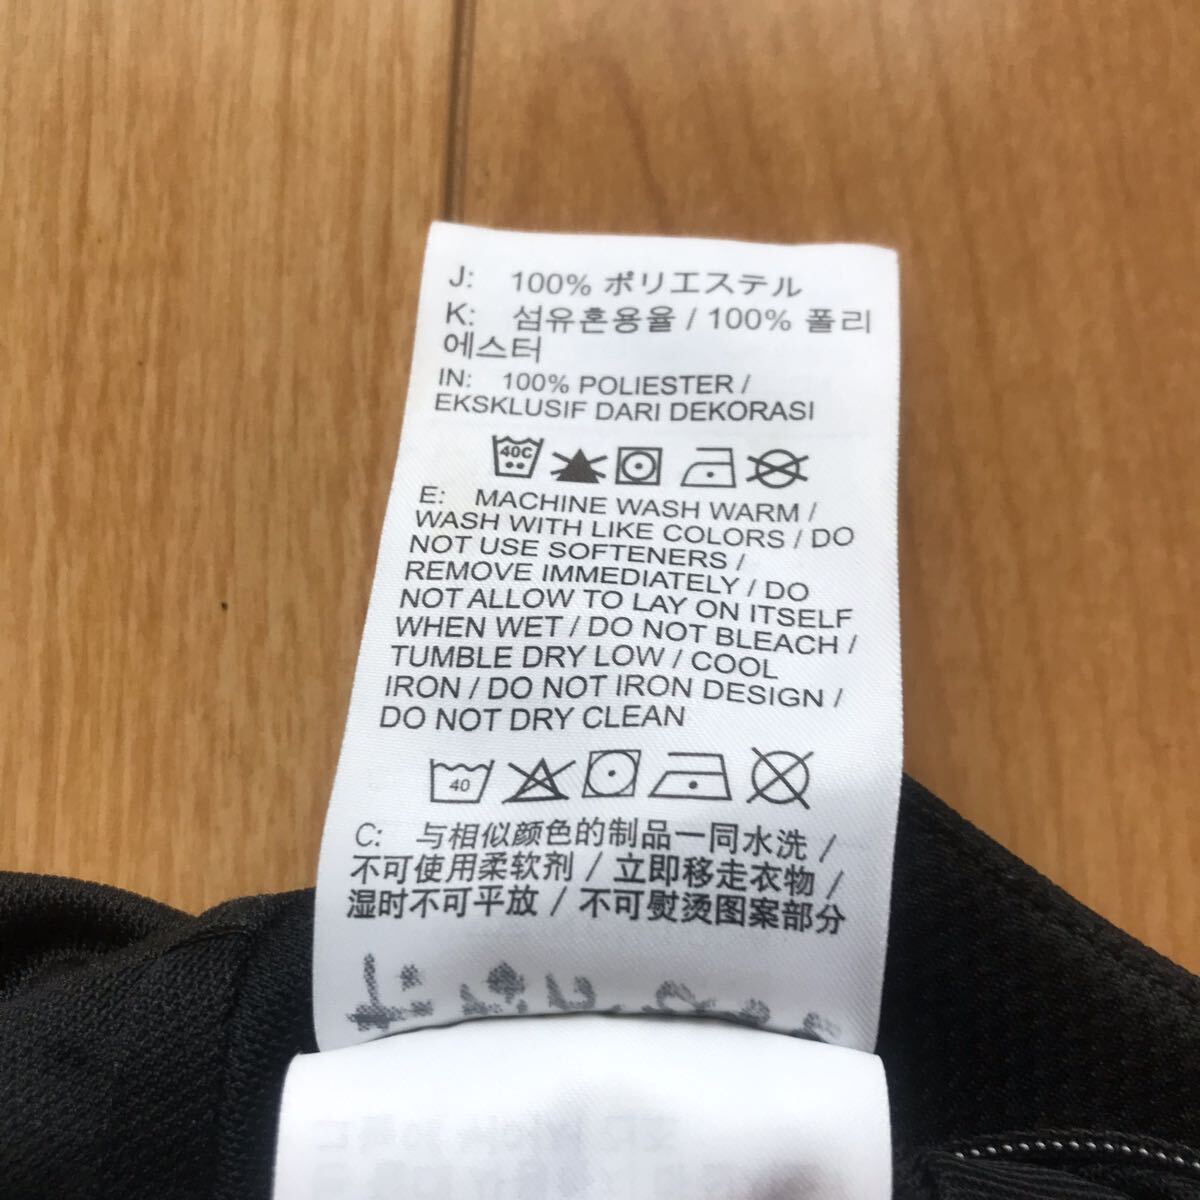 J: 100% ポリエステル
K: 섬유혼용율 / 100% 폴리
에스터
IN: 100% POLIESTER /
EKSKLUSIF DARI DEKORASI
40C
E: MACHINE WASH WARM /
WASH WITH LIKE COLORS / DO
NOT USE SOFTENERS /
REMOVE IMMEDIATELY / DO
NOT ALLOW TO LAY ON ITSELF
WHEN WET / DO NOT BLEACH /
TUMBLE DRY LOW / COOL
IRON / DO NOT IRON DESIGN /
DO NOT DRY CLEAN
40
C: 与相似颜色的制品一同水洗 /
不可使用柔软剂 / 立即移走衣物 /
湿时不可平放 / 不可熨烫图案部分